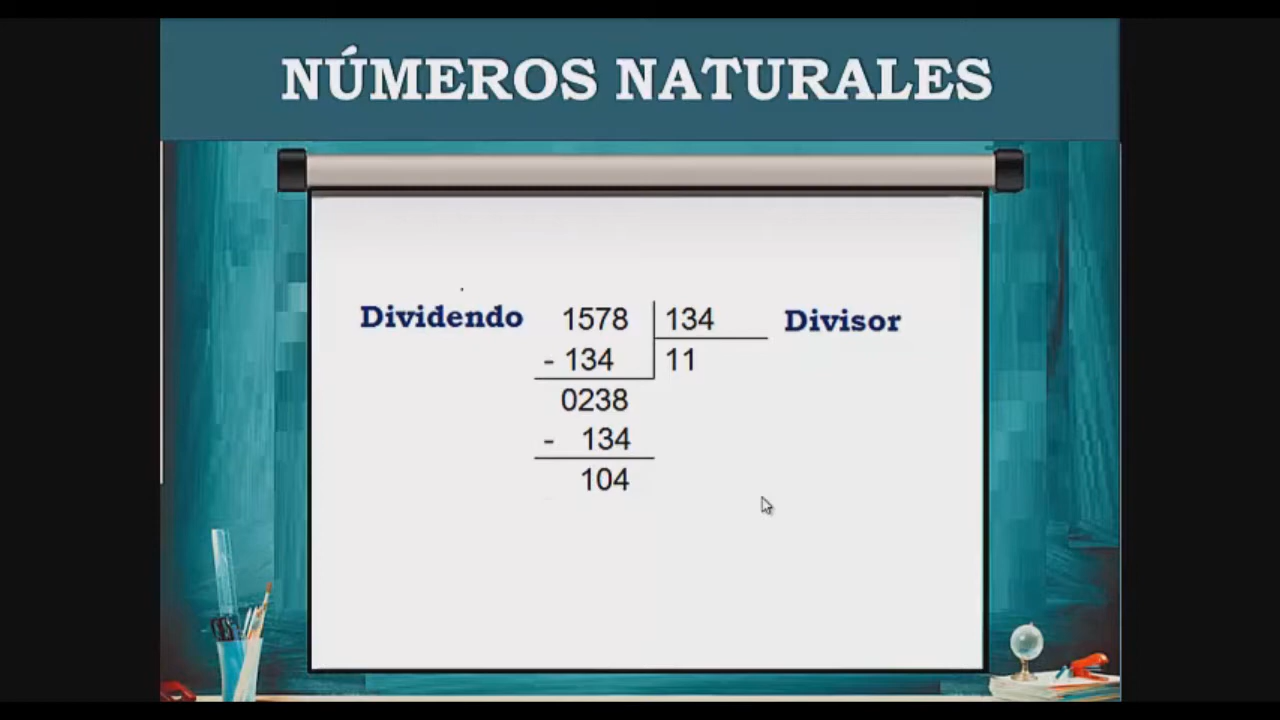 NÚMEROS NATURALES
Dividendo 1578 134 Divisor
- 134 11
0238
- 134
104